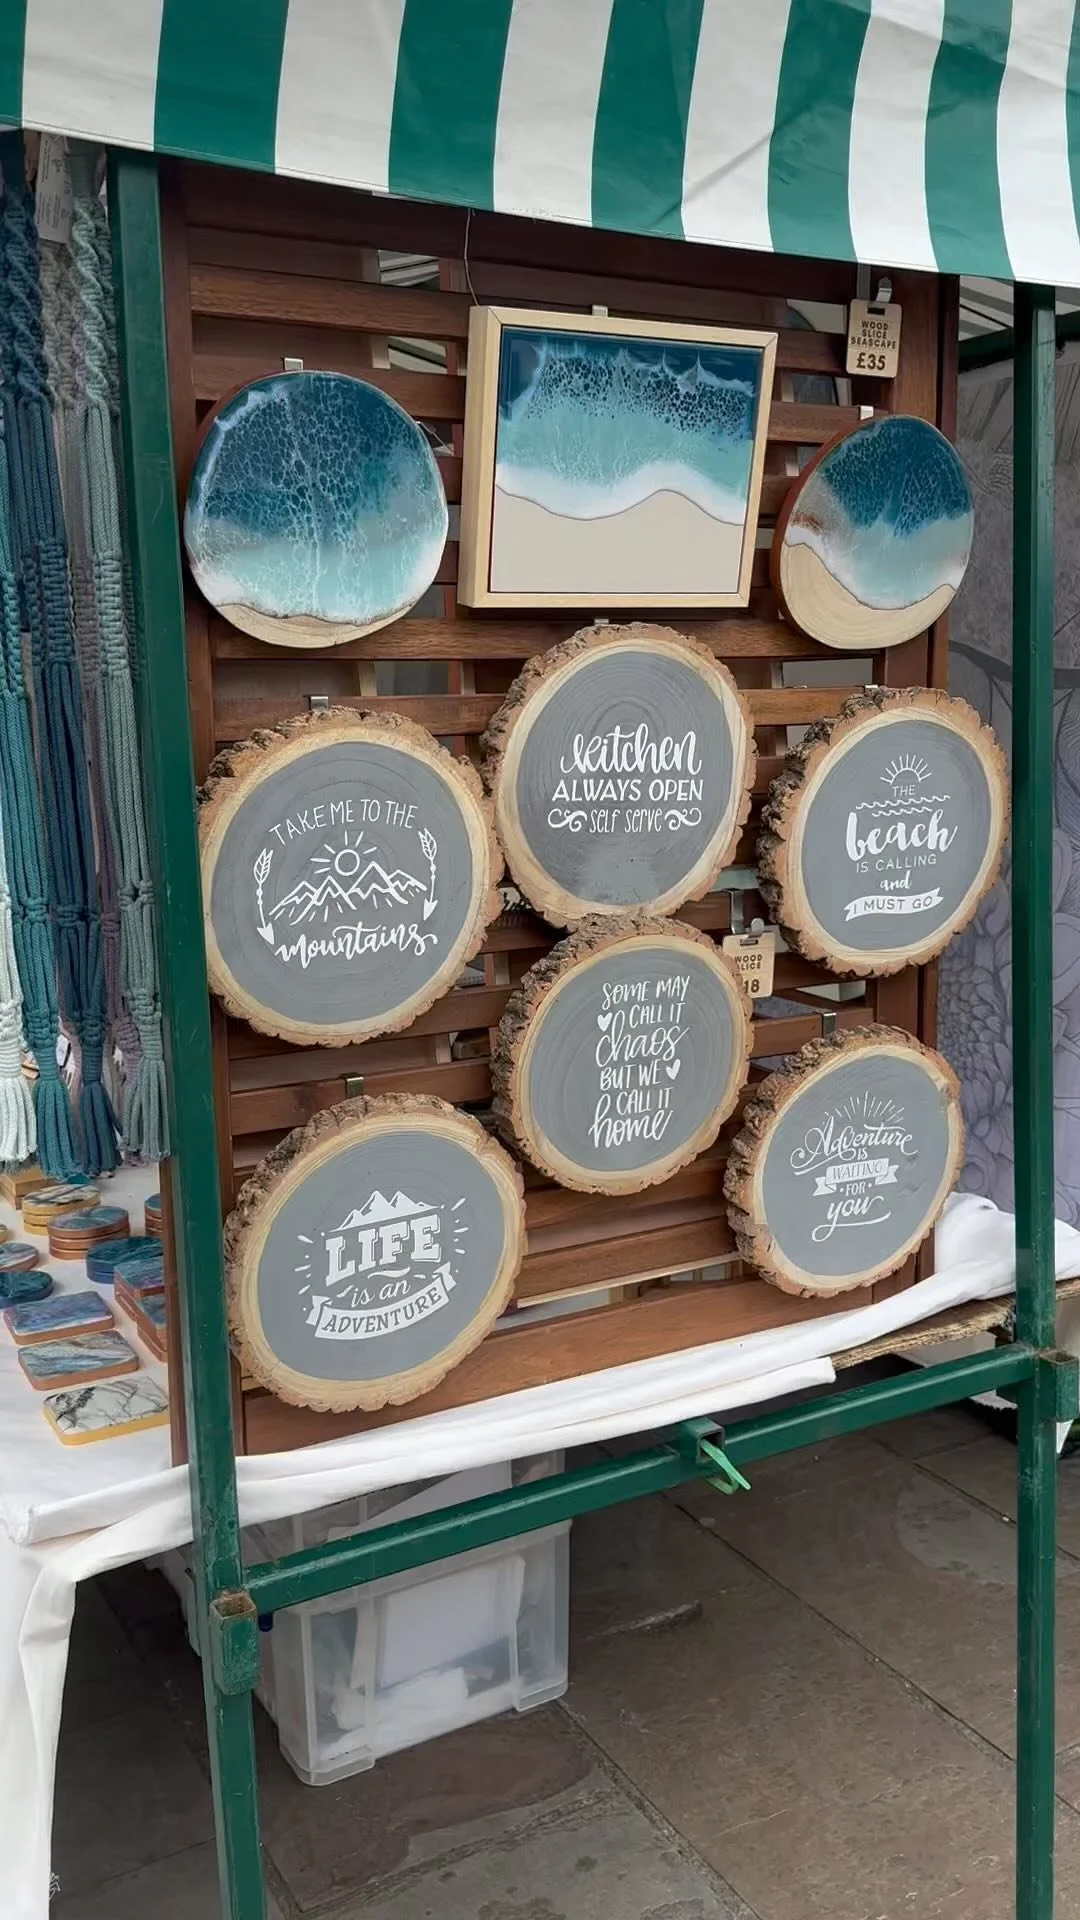 WOOD
SLICE
SEASCAPE
£35
kitchen
ALWAYS OPEN
self serve
TAKE ME TO THE
mountains
THE
beach
IS CALLING
and
I MUST GO
WOOD
SLICE
18
SOME MAY
CALL IT
chaos
BUT WE
CALL IT
home
Adventure
IS
WAITING
FOR
you
LIFE
is an
ADVENTURE